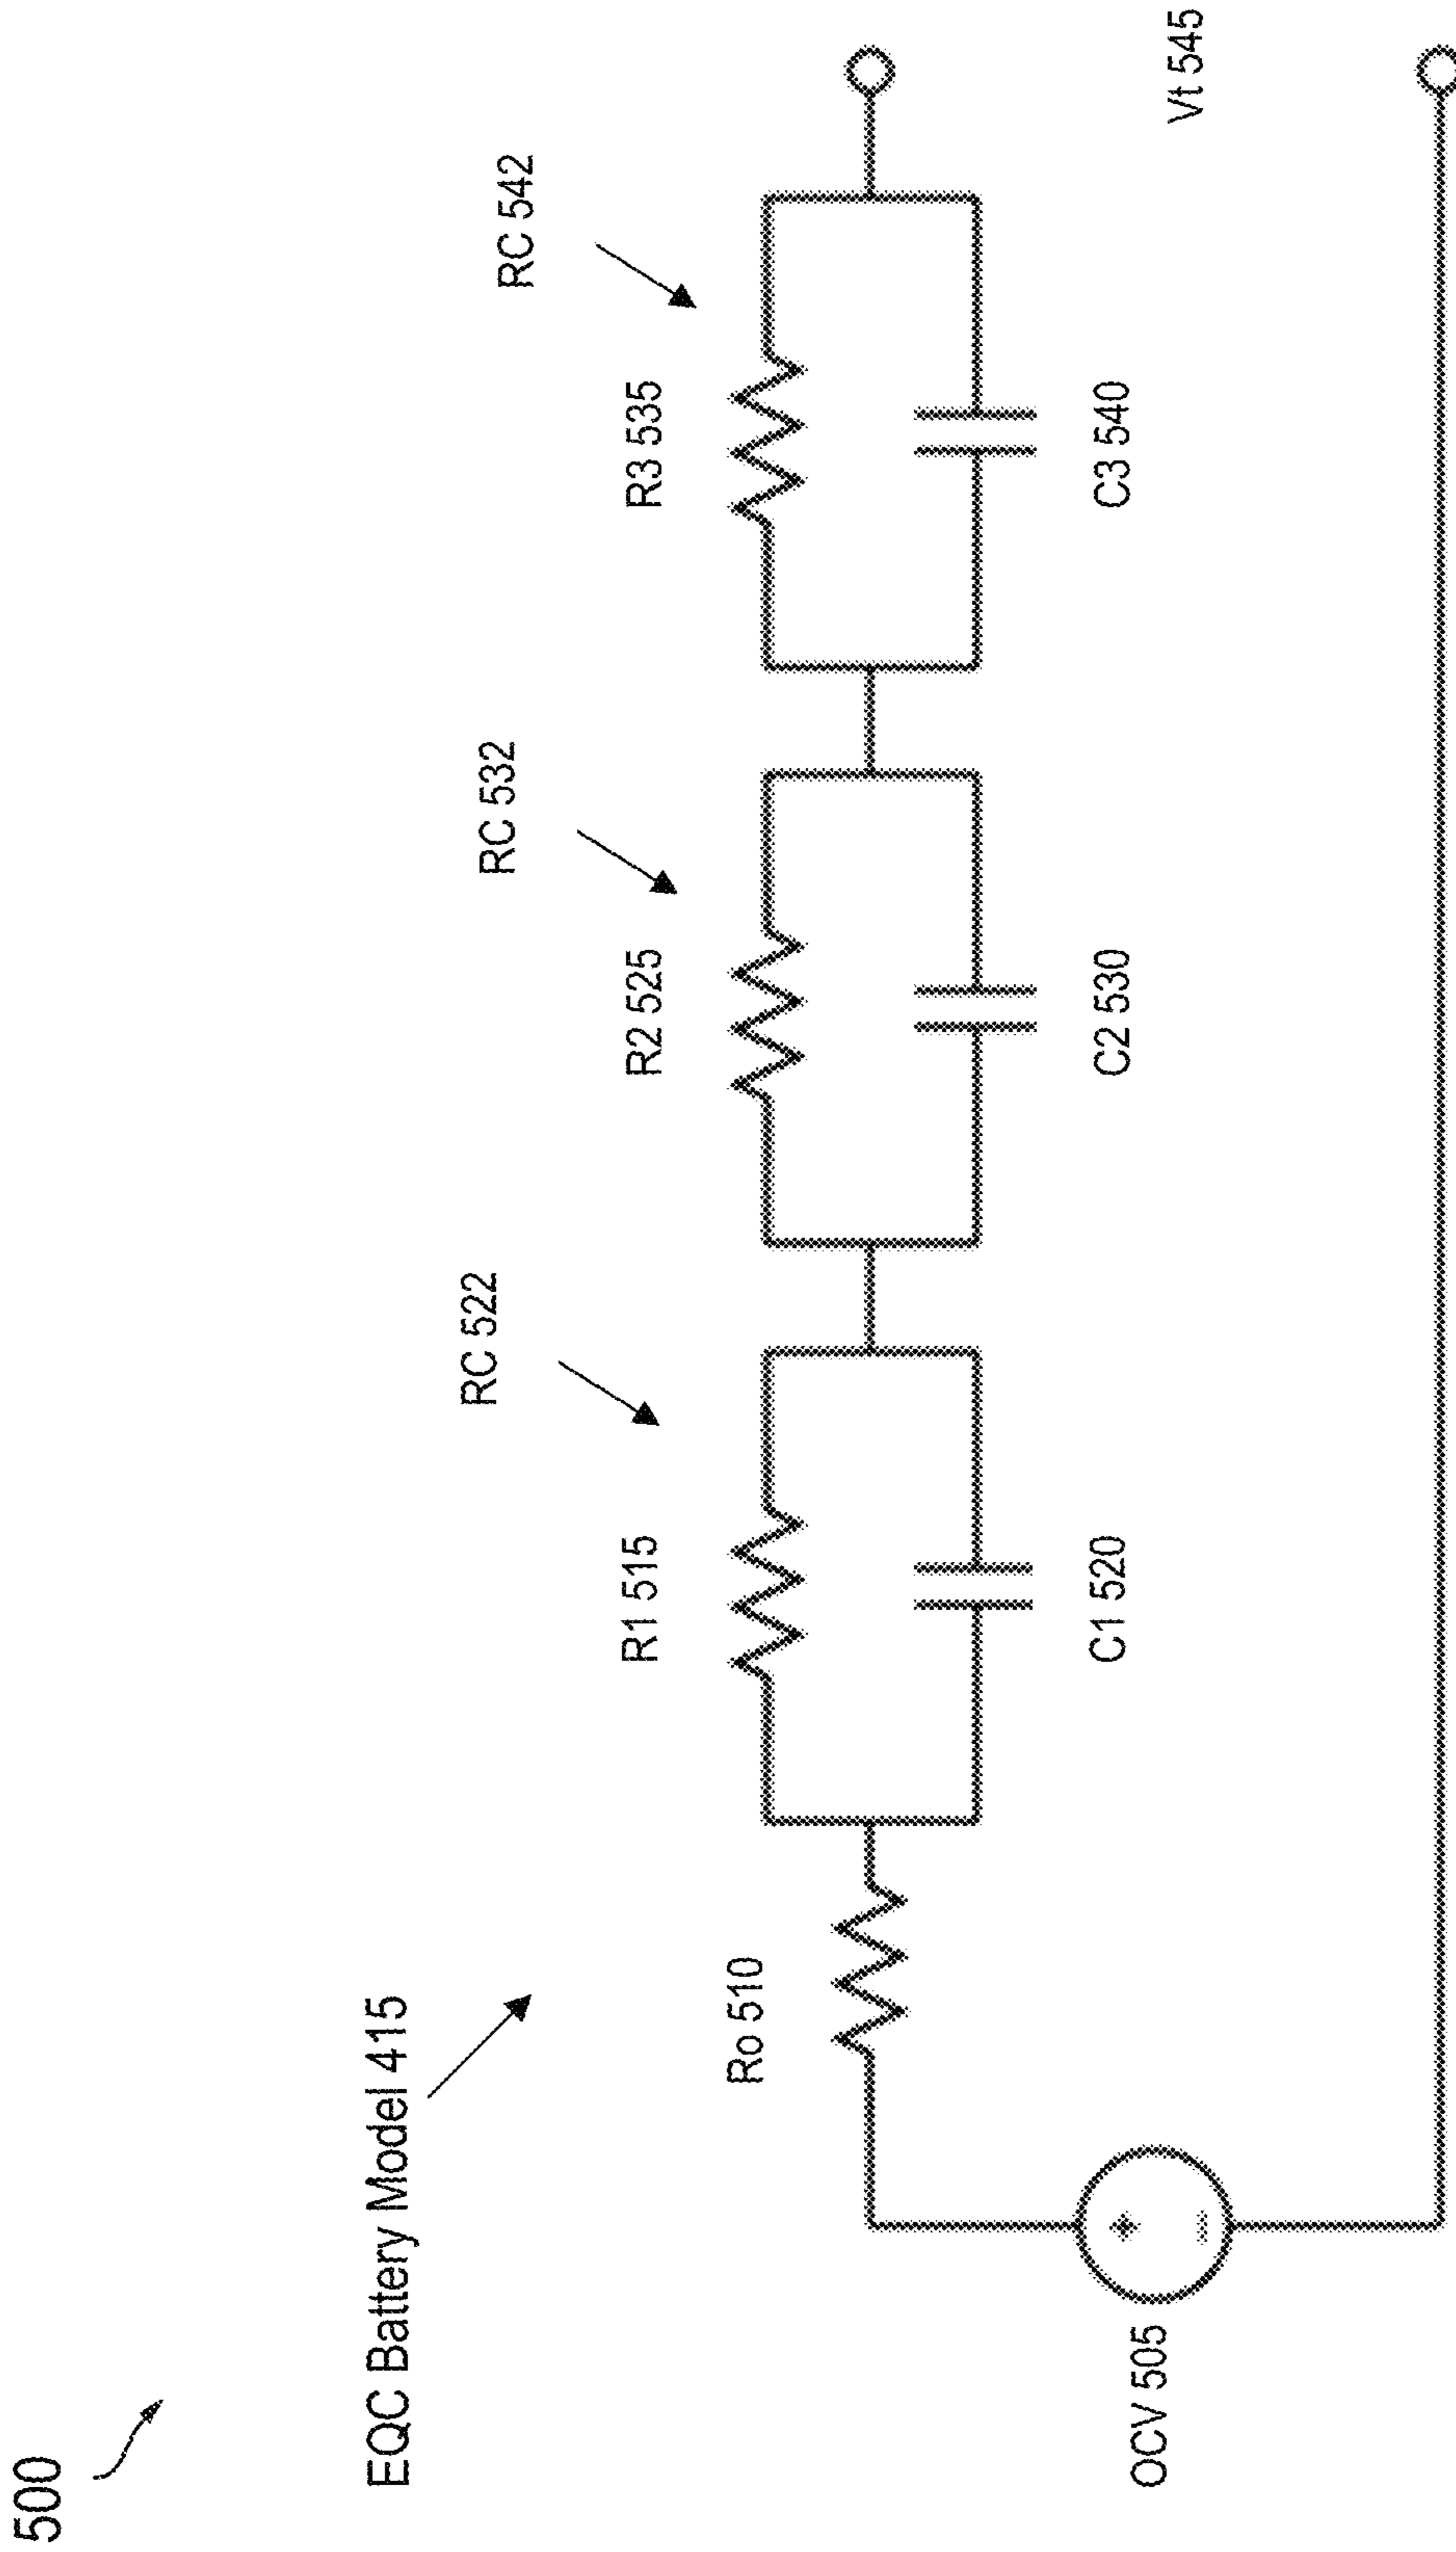 500
EQC Battery Model 415
RC 522
RC 532
RC 542
R1 515
R2 525
R3 535
Ro 510
C1 520
C2 530
C3 540
OCV 505
+
−
Vt 545